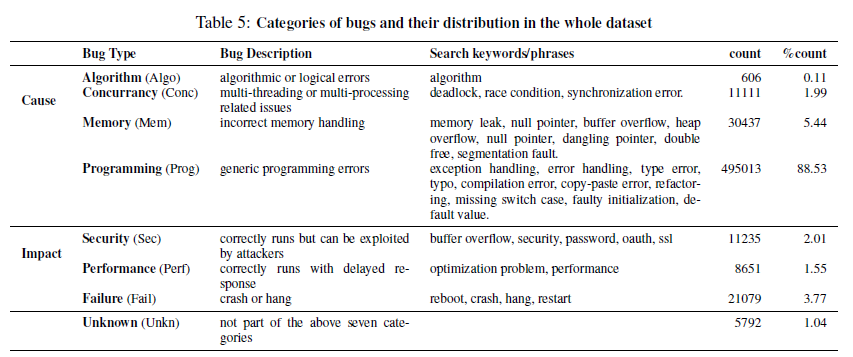 Table 5: Categories of bugs and their distribution in the whole dataset
Bug Type Bug Description Search keywords/phrases count %count
Cause
Algorithm (Algo) algorithmic or logical errors algorithm 606 0.11
Concurrancy (Conc) multi-threading or multi-processing deadlock, race condition, synchronization error. 11111 1.99
related issues
Memory (Mem) incorrect memory handling memory leak, null pointer, buffer overflow, heap 30437 5.44
overflow, null pointer, dangling pointer, double
free, segmentation fault.
Programming (Prog) generic programming errors exception handling, error handling, type error, 495013 88.53
typo, compilation error, copy-paste error, refactor-
ing, missing switch case, faulty initialization, de-
fault value.
Impact
Security (Sec) correctly runs but can be exploited buffer overflow, security, password, oauth, ssl 11235 2.01
by attackers
Performance (Perf) correctly runs with delayed re- optimization problem, performance 8651 1.55
sponse
Failure (Fail) crash or hang reboot, crash, hang, restart 21079 3.77
Unknown (Unkn) not part of the above seven cate- 5792 1.04
gories